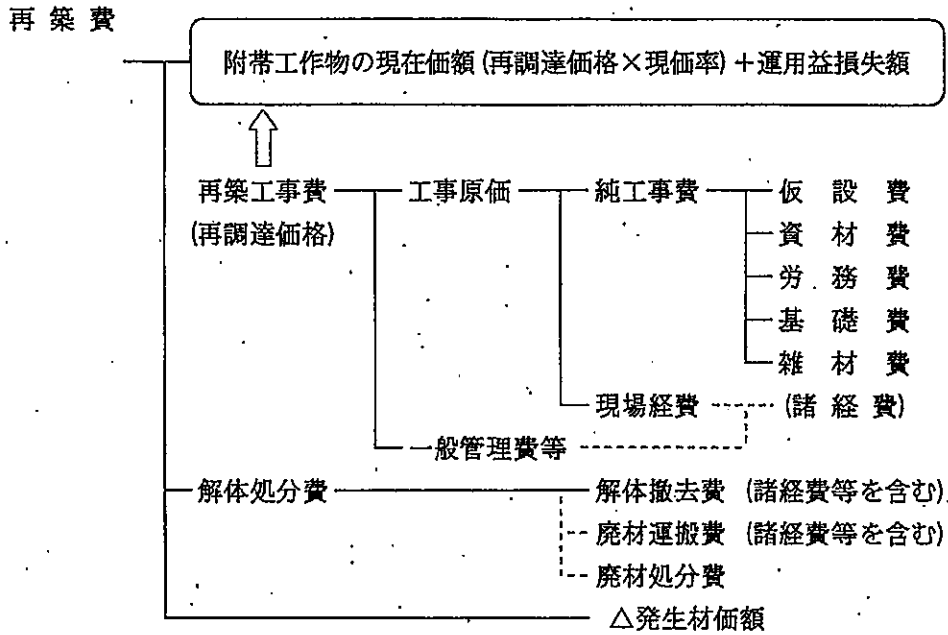 再築費
附帯工作物の現在価額(再調達価格×現価率)+運用益損失額
再築工事費 工事原価 純工事費 仮設費
(再調達価格) 資材費
労務費
基礎費
雑材費
現場経費 (諸経費)
一般管理費等
解体処分費 解体撤去費 (諸経費等を含む)
廃材運搬費 (諸経費等を含む)
廃材処分費
△発生材価額